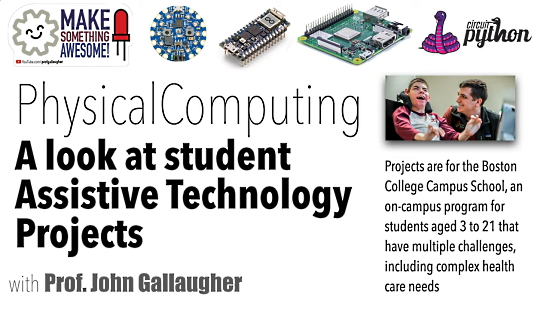 MAKE
SOMETHING
AWESOME!
YouTube.com/profgallaugher
circuit
python
PhysicalComputing
A look at student
Assistive Technology
Projects
with Prof. John Gallaugher
Projects are for the Boston
College Campus School, an
on-campus program for
students aged 3 to 21 that
have multiple challenges,
including complex health
care needs